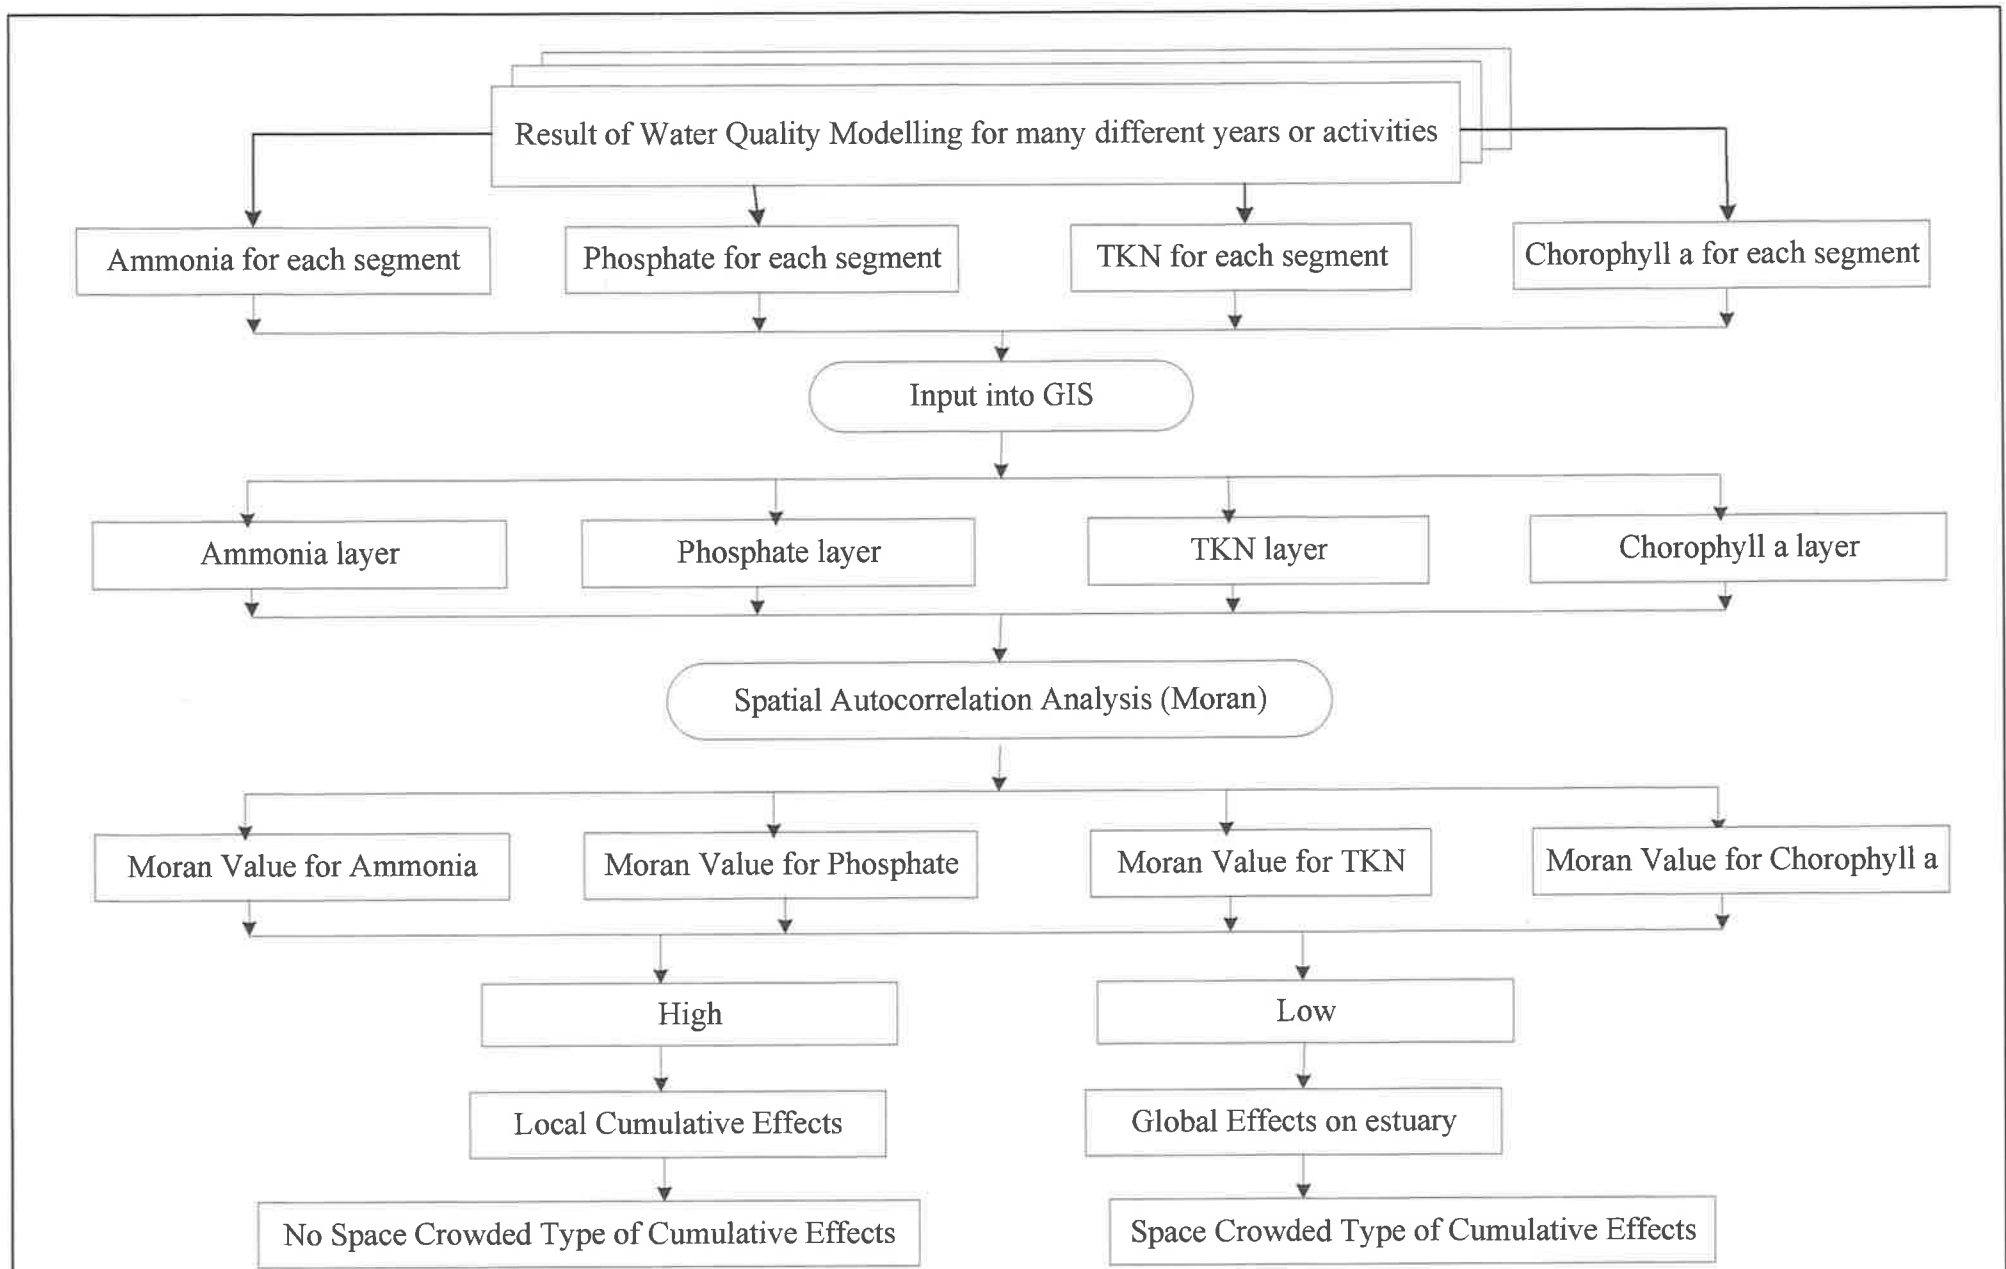 Result of Water Quality Modelling for many different years or activities
Ammonia for each segment
Phosphate for each segment
TKN for each segment
Chorophyll a for each segment
Input into GIS
Ammonia layer
Phosphate layer
TKN layer
Chorophyll a layer
Spatial Autocorrelation Analysis (Moran)
Moran Value for Ammonia
Moran Value for Phosphate
Moran Value for TKN
Moran Value for Chorophyll a
High
Low
Local Cumulative Effects
Global Effects on estuary
No Space Crowded Type of Cumulative Effects
Space Crowded Type of Cumulative Effects